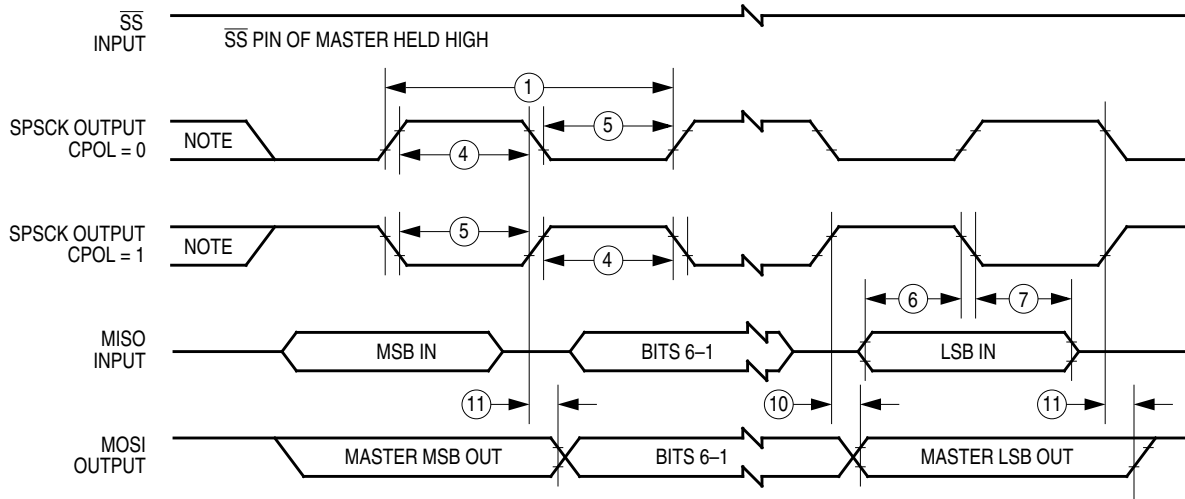 SS
INPUT
SS PIN OF MASTER HELD HIGH
1
SPSCK OUTPUT
CPOL = 0
NOTE
5
4
SPSCK OUTPUT
CPOL = 1
NOTE
5
4
6
7
MISO
INPUT
MSB IN
BITS 6–1
LSB IN
11
10
11
MOSI
OUTPUT
MASTER MSB OUT
BITS 6–1
MASTER LSB OUT